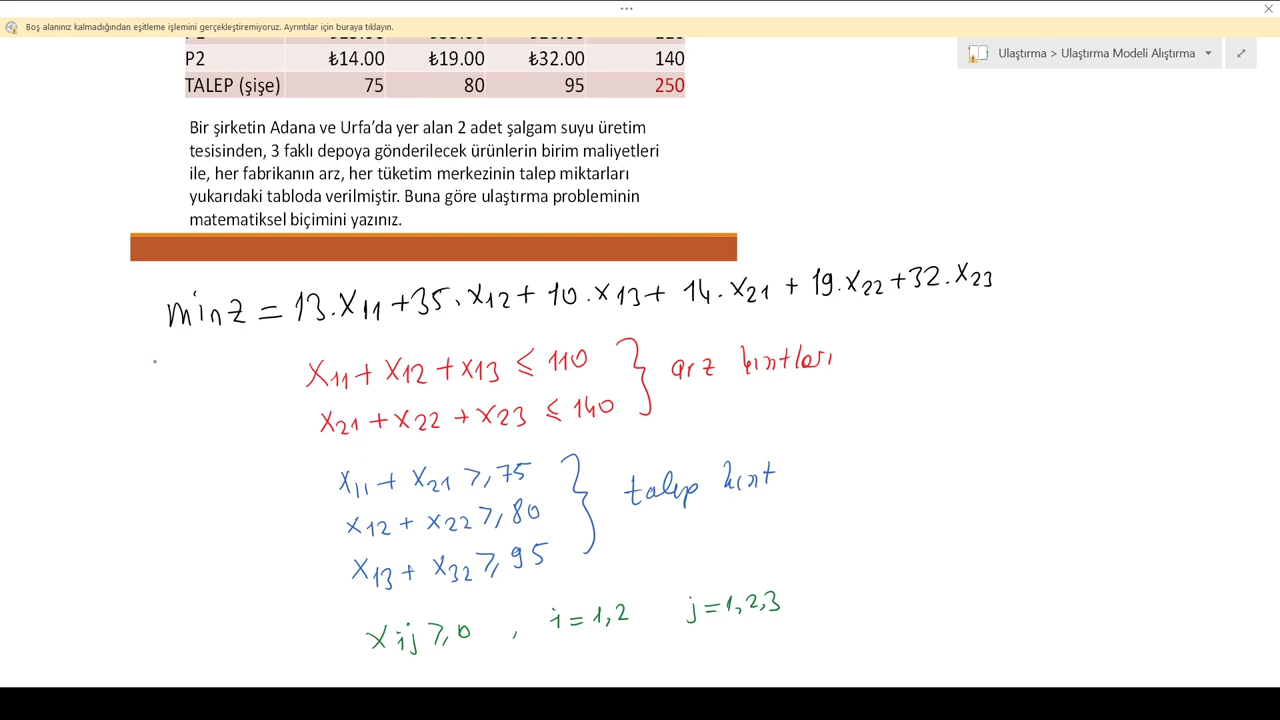 Boş alanınız kalmadığından eşitleme işlemini gerçekleştiremiyoruz. Ayrıntılar için buraya tıklayın.
Ulaştırma > Ulaştırma Modeli Alıştırma
P2 ₺14.00 ₺19.00 ₺32.00 140
TALEP (şişe) 75 80 95 250
Bir şirketin Adana ve Urfa’da yer alan 2 adet şalgam suyu üretim
tesisinden, 3 faklı depoya gönderilecek ürünlerin birim maliyetleri
ile, her fabrikanın arz, her tüketim merkezinin talep miktarları
yukarıdaki tabloda verilmiştir. Buna göre ulaştırma probleminin
matematiksel biçimini yazınız.
min z = 13.x11 + 35.x12 + 10.x13 + 14.x21 + 19.x22 + 32.x23
x11 + x12 + x13 ≤ 110 } arz kıstları
x21 + x22 + x23 ≤ 140
x11 + x21 ≥ 75
x12 + x22 ≥ 80 } talep kıst
x13 + x32 ≥ 95
xij ≥ 0 , i = 1,2 j = 1,2,3